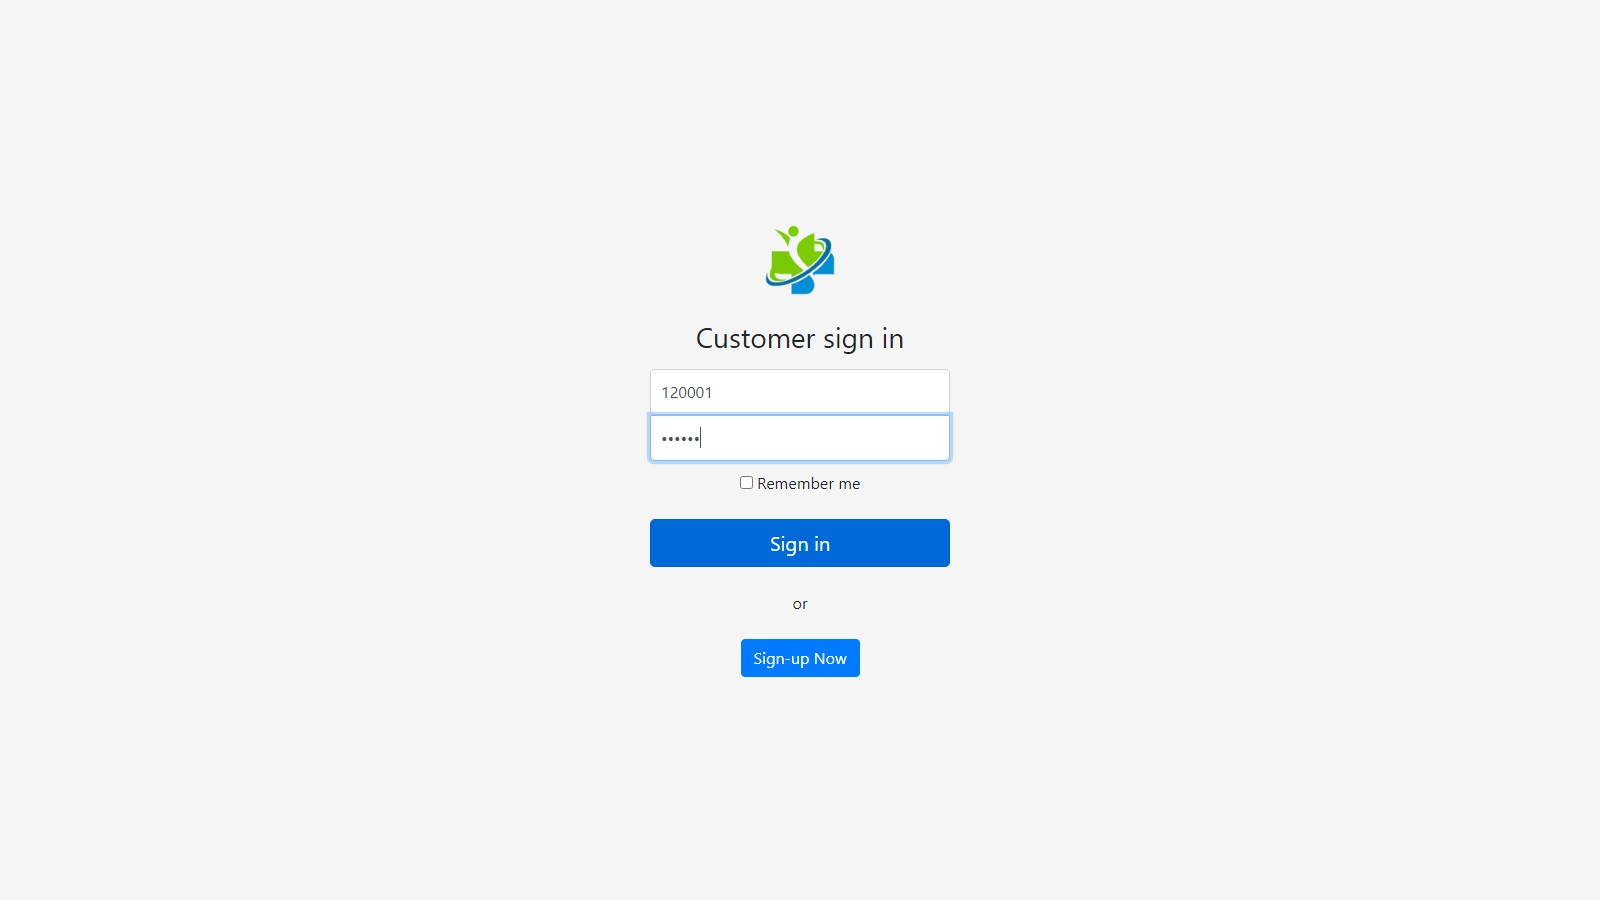 Customer sign in
120001
••••••
Remember me
Sign in
or
Sign-up Now